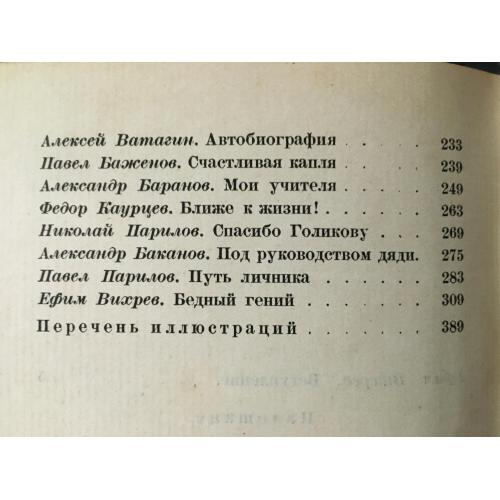 Алексей Ватагин. Автобиография . . . . . 233
Павел Баженов. Счастливая капля . . . . 239
Александр Баранов. Мои учителя . . . . . 249
Федор Каурцев. Ближе к жизни! . . . . . . 263
Николай Парилов. Спасибо Голикову . . . 269
Александр Баканов. Под руководством дяди. 275
Павел Парилов. Путь личника . . . . . . 283
Ефим Вихрев. Бедный гений . . . . . . . 309
Перечень иллюстраций . . . . . . . 389